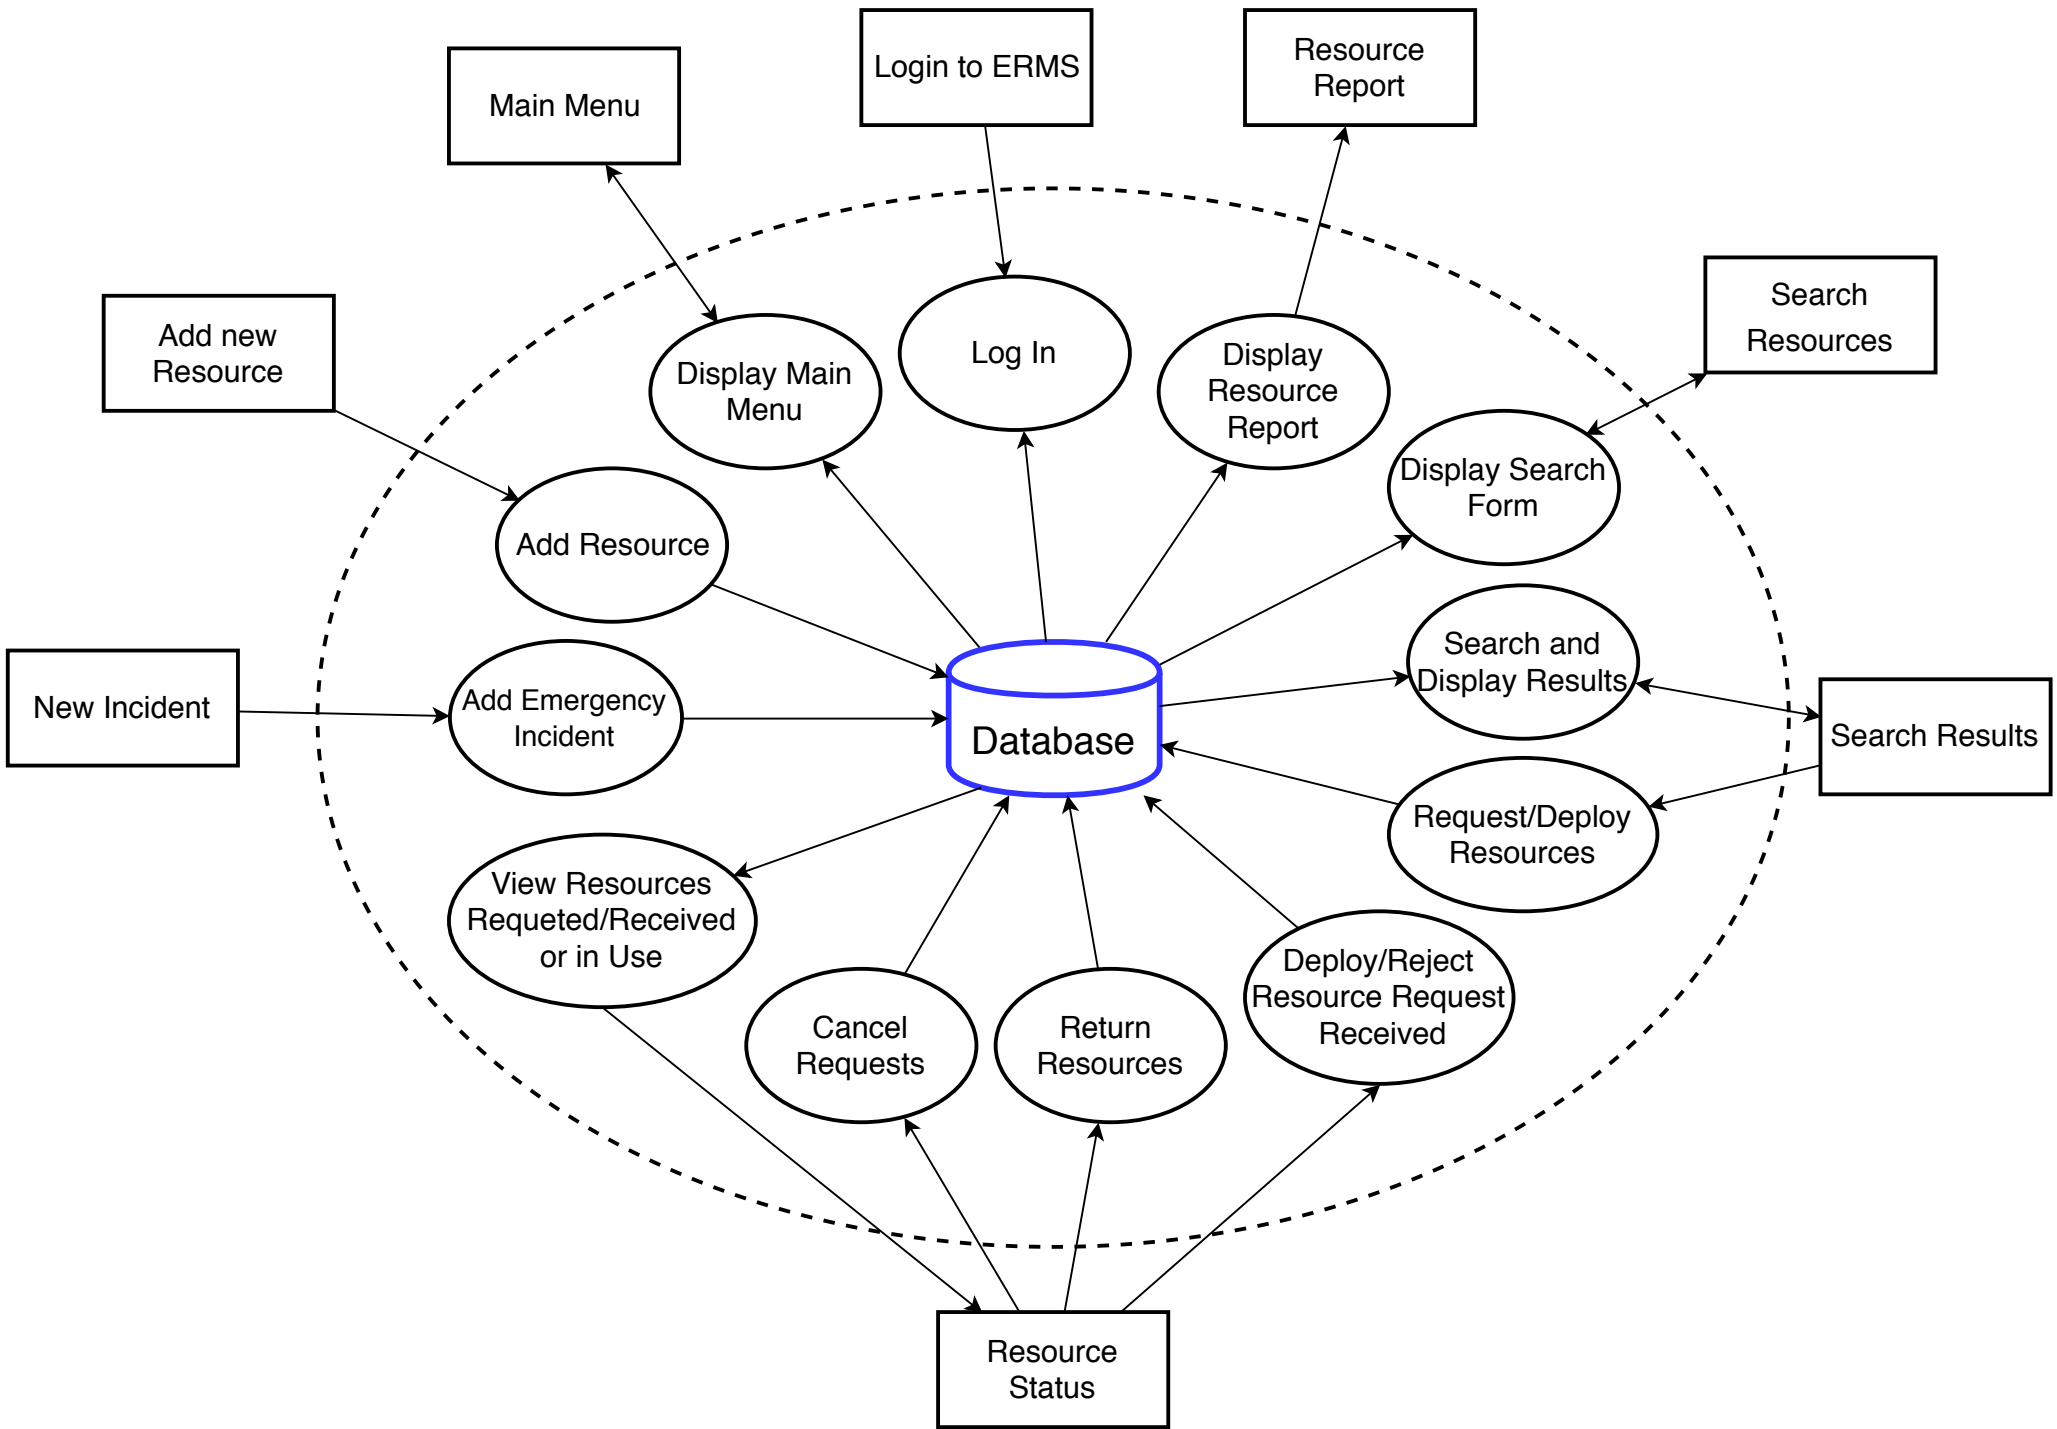 Login to ERMS
Resource
Report
Main Menu
Search
Resources
Add new
Resource
Log In
Display Main
Menu
Display
Resource
Report
Display Search
Form
Add Resource
Search and
Display Results
New Incident
Add Emergency
Incident
Database
Search Results
Request/Deploy
Resources
View Resources
Requeted/Received
or in Use
Deploy/Reject
Resource Request
Received
Cancel
Requests
Return
Resources
Resource
Status